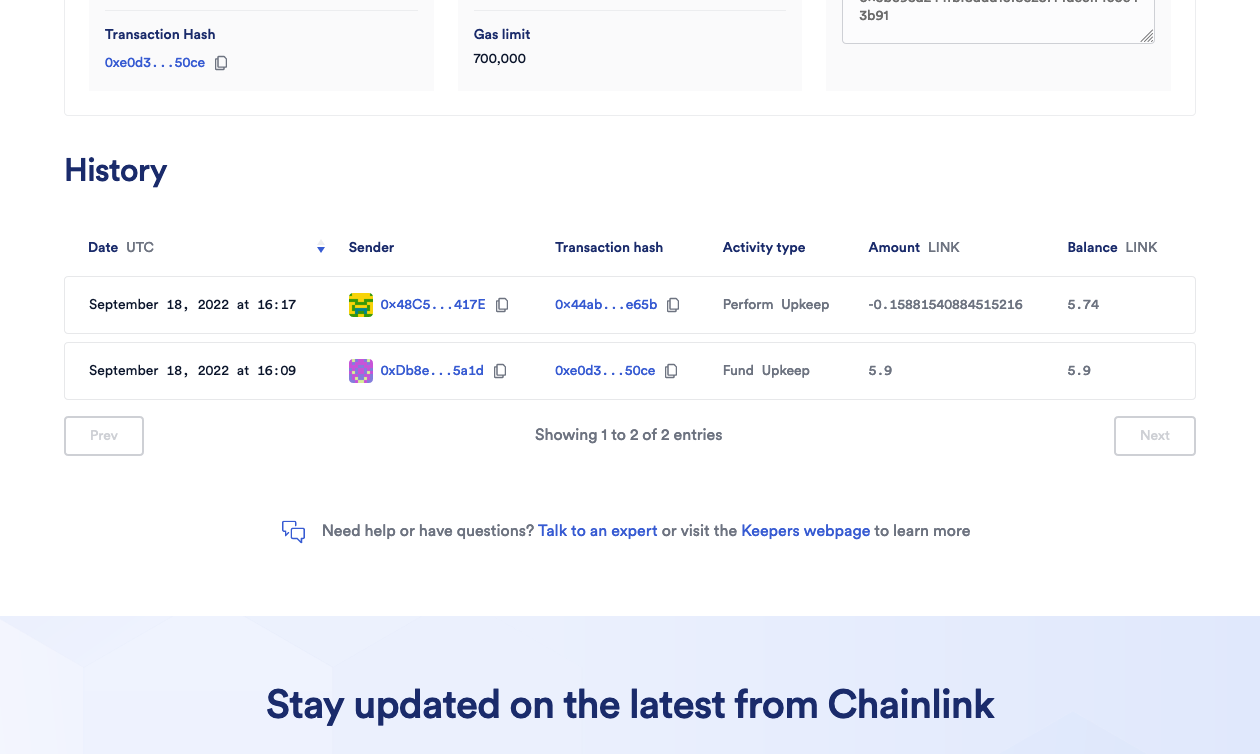 3b91
Transaction Hash
0xe0d3...50ce
Gas limit
700,000
History
Date UTC Sender Transaction hash Activity type Amount LINK Balance LINK
September 18, 2022 at 16:17 0x48C5...417E 0x44ab...e65b Perform Upkeep -0.15881540884515216 5.74
September 18, 2022 at 16:09 0xDb8e...5a1d 0xe0d3...50ce Fund Upkeep 5.9 5.9
Prev Showing 1 to 2 of 2 entries Next
Need help or have questions? Talk to an expert or visit the Keepers webpage to learn more
Stay updated on the latest from Chainlink